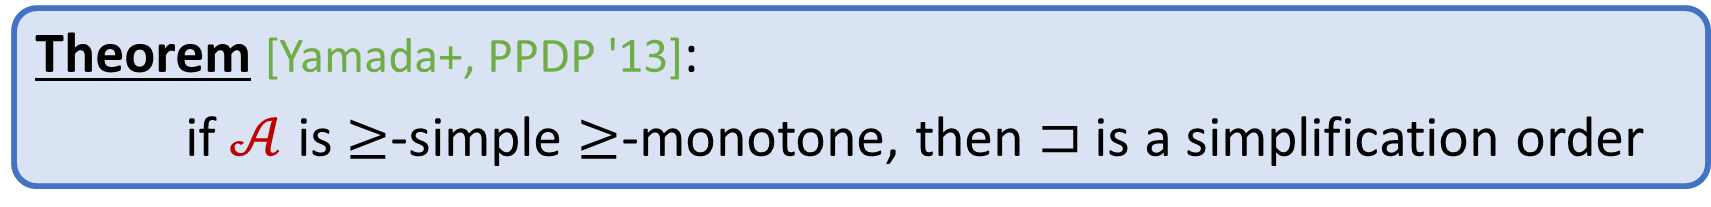 Theorem [Yamada+, PPDP '13]:
if 𝒜 is ≥-simple ≥-monotone, then ⊐ is a simplification order